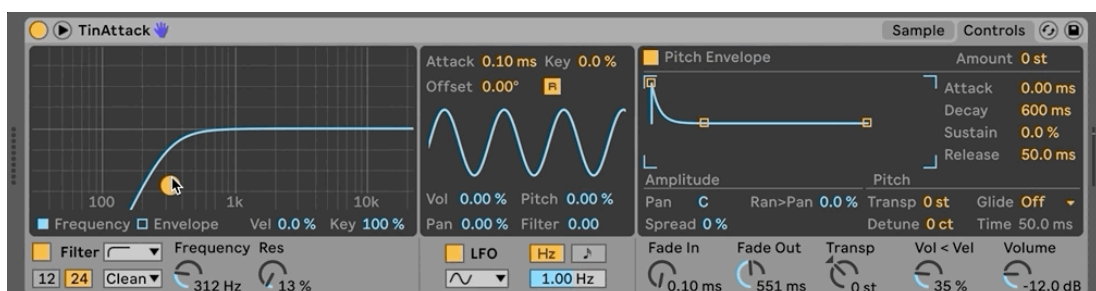 TinAttack Sample Controls
Attack 0.10 ms Key 0.0 %
Offset 0.00° R
Vol 0.00 % Pitch 0.00 %
Pan 0.00 % Filter 0.00
100 1k 10k
Frequency Envelope Vel 0.0 % Key 100 %
Pitch Envelope Amount 0 st
Attack 0.00 ms
Decay 600 ms
Sustain 0.0 %
Release 50.0 ms
Amplitude Pitch
Pan C Ran>Pan 0.0 % Transp 0 st Glide Off
Spread 0 % Detune 0 ct Time 50.0 ms
Filter Frequency Res
12 24 Clean 312 Hz 13 %
LFO Hz
1.00 Hz
Fade In Fade Out Transp Vol < Vel Volume
0.10 ms 551 ms 0 st 35 % -12.0 dB